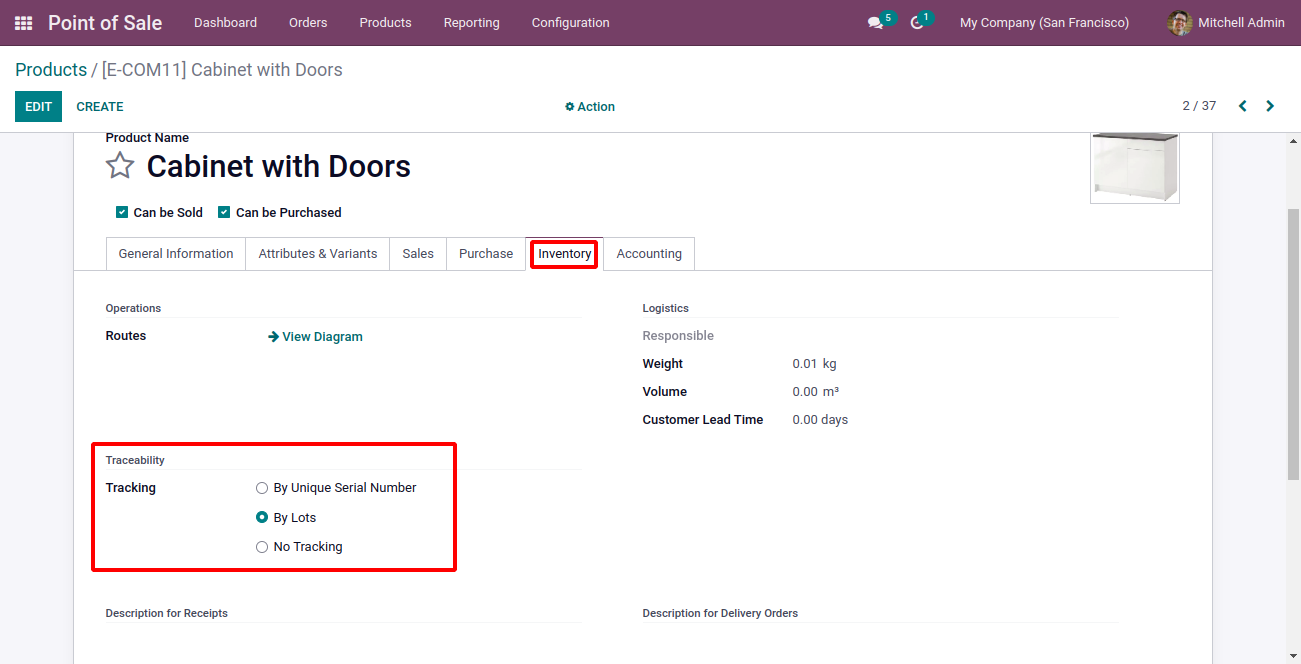 Point of Sale Dashboard Orders Products Reporting Configuration 5 1 My Company (San Francisco) Mitchell Admin
Products / [E-COM11] Cabinet with Doors
EDIT CREATE Action 2 / 37
Product Name
Cabinet with Doors
Can be Sold Can be Purchased
General Information Attributes & Variants Sales Purchase Inventory Accounting
Operations Logistics
Routes View Diagram Responsible
Weight 0.01 kg
Volume 0.00 m³
Customer Lead Time 0.00 days
Traceability
Tracking By Unique Serial Number
By Lots
No Tracking
Description for Receipts Description for Delivery Orders